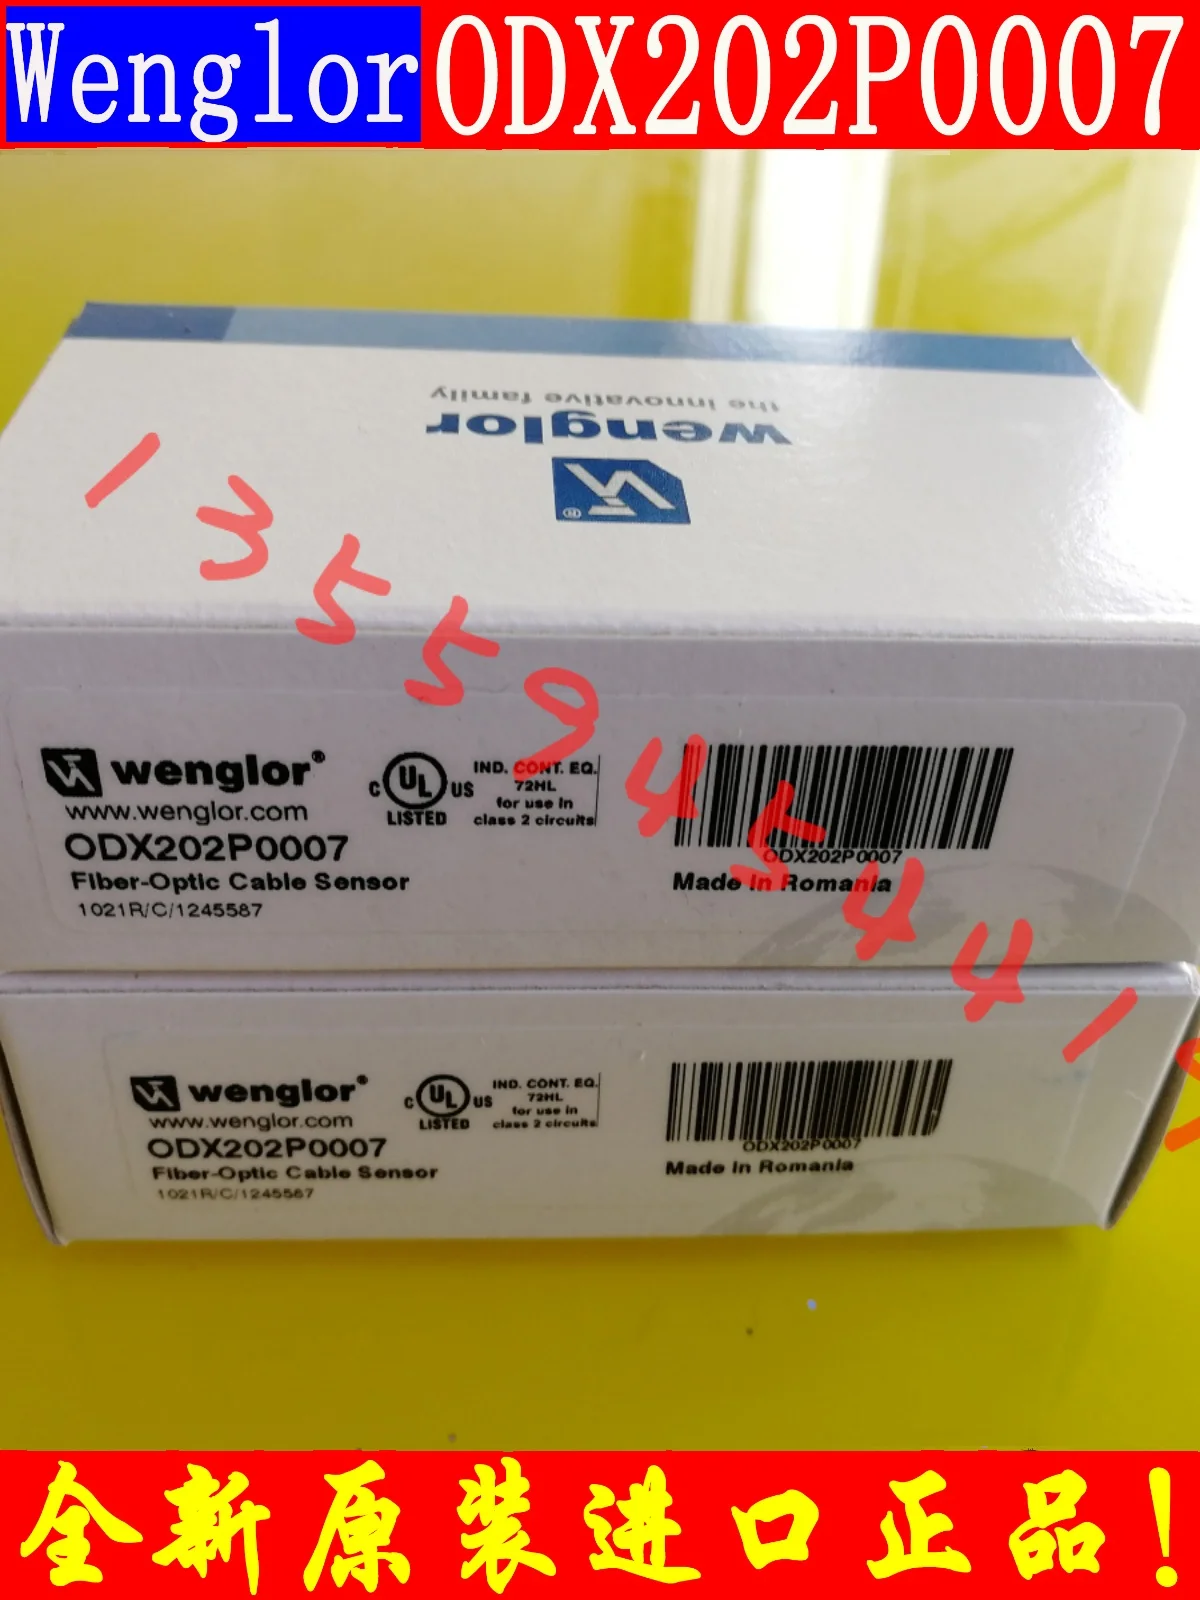 Wenglor ODX202P0007
the innovative family
wenglor
®
13559454419
wenglor®
www.wenglor.com
ODX202P0007
Fiber-Optic Cable Sensor
1021R/C/1245587
C UL US
LISTED
IND. CONT. EQ.
72HL
for use in
class 2 circuits
ODX202P0007
Made in Romania
wenglor®
www.wenglor.com
ODX202P0007
Fiber-Optic Cable Sensor
1021R/C/1245587
C UL US
LISTED
IND. CONT. EQ.
72HL
for use in
class 2 circuits
ODX202P0007
Made in Romania
全新原装进口正品!